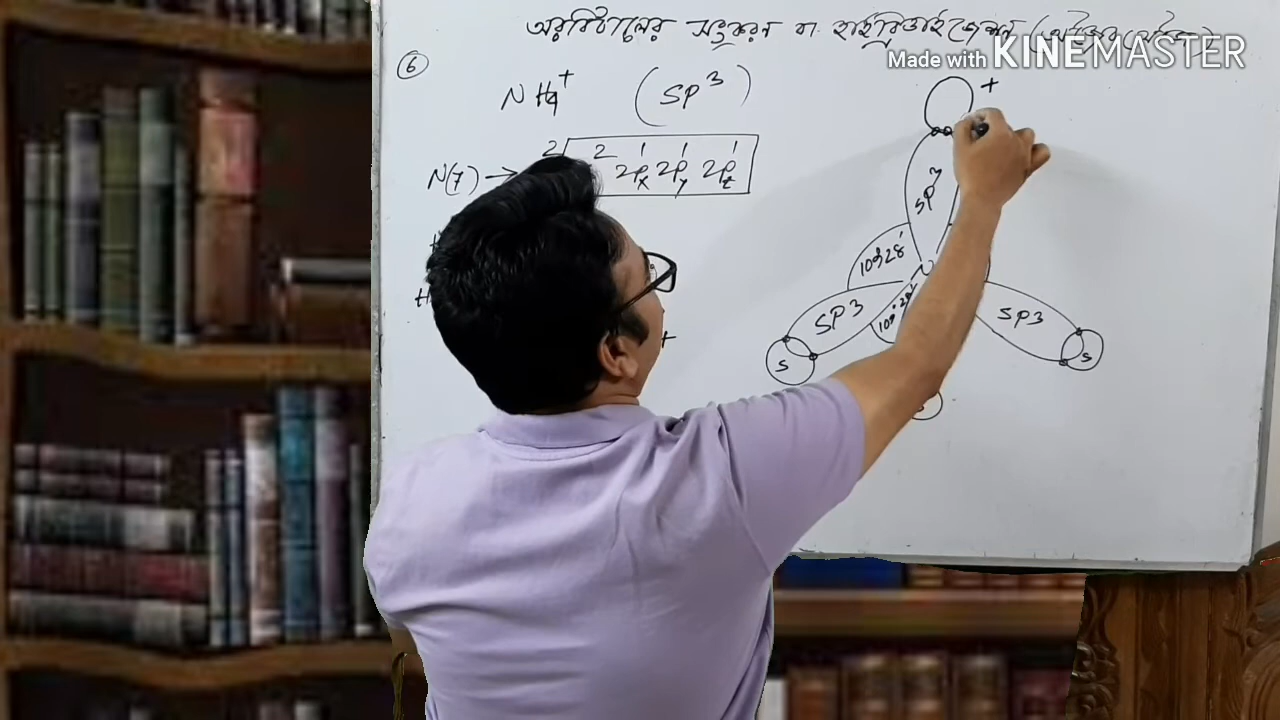 Made with KINEMASTER
অরবিটালের সংকরণ বা হাইব্রিডাইজেশন
6
NH4+ (SP3)
N(7) → 2 2px1 2py1 2pz1
+
SP3
109°28'
SP3
109°28'
SP3
S
S